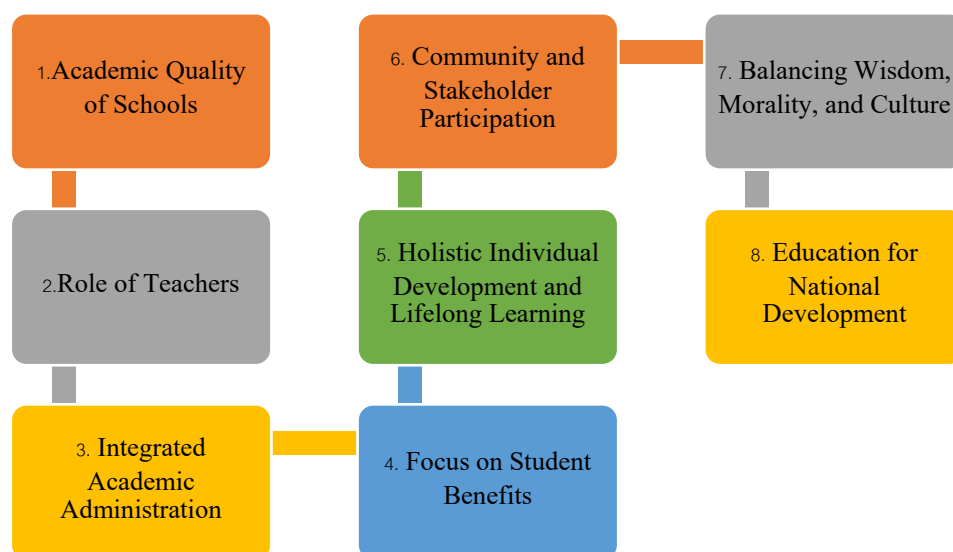 1.Academic Quality
of Schools
2.Role of Teachers
3. Integrated
Academic
Administration
4. Focus on Student
Benefits
5. Holistic Individual
Development and
Lifelong Learning
6. Community and
Stakeholder
Participation
7. Balancing Wisdom,
Morality, and Culture
8. Education for
National
Development